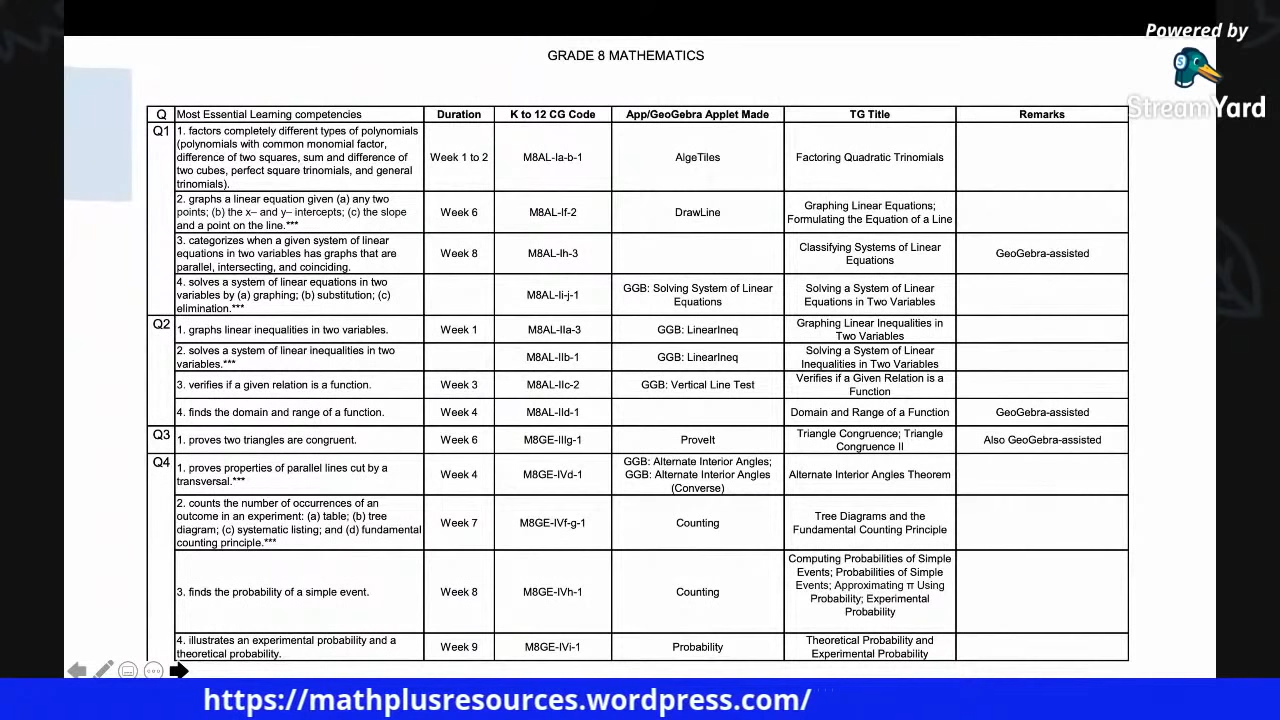 Powered by
StreamYard
GRADE 8 MATHEMATICS
Q Most Essential Learning competencies Duration K to 12 CG Code App/GeoGebra Applet Made TG Title Remarks
Q1 1. factors completely different types of polynomials
(polynomials with common monomial factor,
difference of two squares, sum and difference of
two cubes, perfect square trinomials, and general
trinomials).
Week 1 to 2 M8AL-Ia-b-1 AlgeTiles Factoring Quadratic Trinomials
2. graphs a linear equation given (a) any two
points; (b) the x– and y– intercepts; (c) the slope
and a point on the line.***
Week 6 M8AL-If-2 DrawLine
Graphing Linear Equations;
Formulating the Equation of a Line
3. categorizes when a given system of linear
equations in two variables has graphs that are
parallel, intersecting, and coinciding.
Week 8 M8AL-Ih-3
Classifying Systems of Linear
Equations
GeoGebra-assisted
4. solves a system of linear equations in two
variables by (a) graphing; (b) substitution; (c)
elimination.***
M8AL-Ii-j-1
GGB: Solving System of Linear
Equations
Solving a System of Linear
Equations in Two Variables
Q2 1. graphs linear inequalities in two variables. Week 1 M8AL-IIa-3 GGB: LinearIneq
Graphing Linear Inequalities in
Two Variables
2. solves a system of linear inequalities in two
variables.***
M8AL-IIb-1 GGB: LinearIneq
Solving a System of Linear
Inequalities in Two Variables
3. verifies if a given relation is a function. Week 3 M8AL-IIc-2 GGB: Vertical Line Test
Verifies if a Given Relation is a
Function
4. finds the domain and range of a function. Week 4 M8AL-IId-1 Domain and Range of a Function GeoGebra-assisted
Q3 1. proves two triangles are congruent. Week 6 M8GE-IIIg-1 ProveIt
Triangle Congruence; Triangle
Congruence II
Also GeoGebra-assisted
Q4 1. proves properties of parallel lines cut by a
transversal.***
Week 4 M8GE-IVd-1
GGB: Alternate Interior Angles;
GGB: Alternate Interior Angles
(Converse)
Alternate Interior Angles Theorem
2. counts the number of occurrences of an
outcome in an experiment: (a) table; (b) tree
diagram; (c) systematic listing; and (d) fundamental
counting principle.***
Week 7 M8GE-IVf-g-1 Counting
Tree Diagrams and the
Fundamental Counting Principle
3. finds the probability of a simple event. Week 8 M8GE-IVh-1 Counting
Computing Probabilities of Simple
Events; Probabilities of Simple
Events; Approximating π Using
Probability; Experimental
Probability
4. illustrates an experimental probability and a
theoretical probability.
Week 9 M8GE-IVi-1 Probability
Theoretical Probability and
Experimental Probability
https://mathplusresources.wordpress.com/